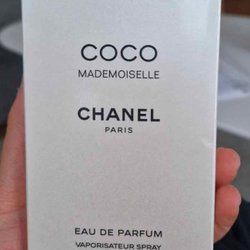 COCO
MADEMOISELLE
CHANEL
PARIS
EAU DE PARFUM
VAPORISATEUR SPRAY